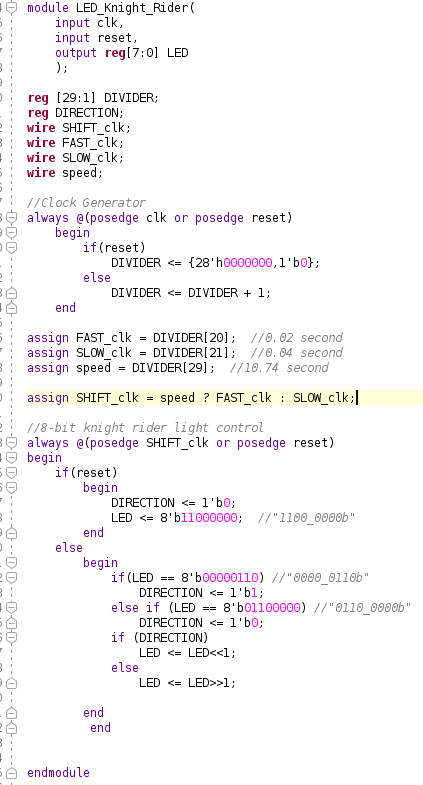 module LED_Knight_Rider(
    input clk,
    input reset,
    output reg[7:0] LED
    );

reg [29:1] DIVIDER;
reg DIRECTION;
wire SHIFT_clk;
wire FAST_clk;
wire SLOW_clk;
wire speed;

//Clock Generator
always @(posedge clk or posedge reset)
    begin
        if(reset)
            DIVIDER <= {28'h0000000,1'b0};
        else
            DIVIDER <= DIVIDER + 1;
    end

assign FAST_clk = DIVIDER[20];  //0.02 second
assign SLOW_clk = DIVIDER[21];  //0.04 second
assign speed = DIVIDER[29];  //10.74 second

assign SHIFT_clk = speed ? FAST_clk : SLOW_clk;

//8-bit knight rider light control
always @(posedge SHIFT_clk or posedge reset)
begin
    if(reset)
        begin
            DIRECTION <= 1'b0;
            LED <= 8'b11000000;  //"1100_0000b"
        end
    else
        begin
            if(LED == 8'b00000110) //"0000_0110b"
                DIRECTION <= 1'b1;
            else if (LED == 8'b01100000) //"0110_0000b"
                DIRECTION <= 1'b0;
            if (DIRECTION)
                LED <= LED<<1;
            else
                LED <= LED>>1;

        end
         end


endmodule